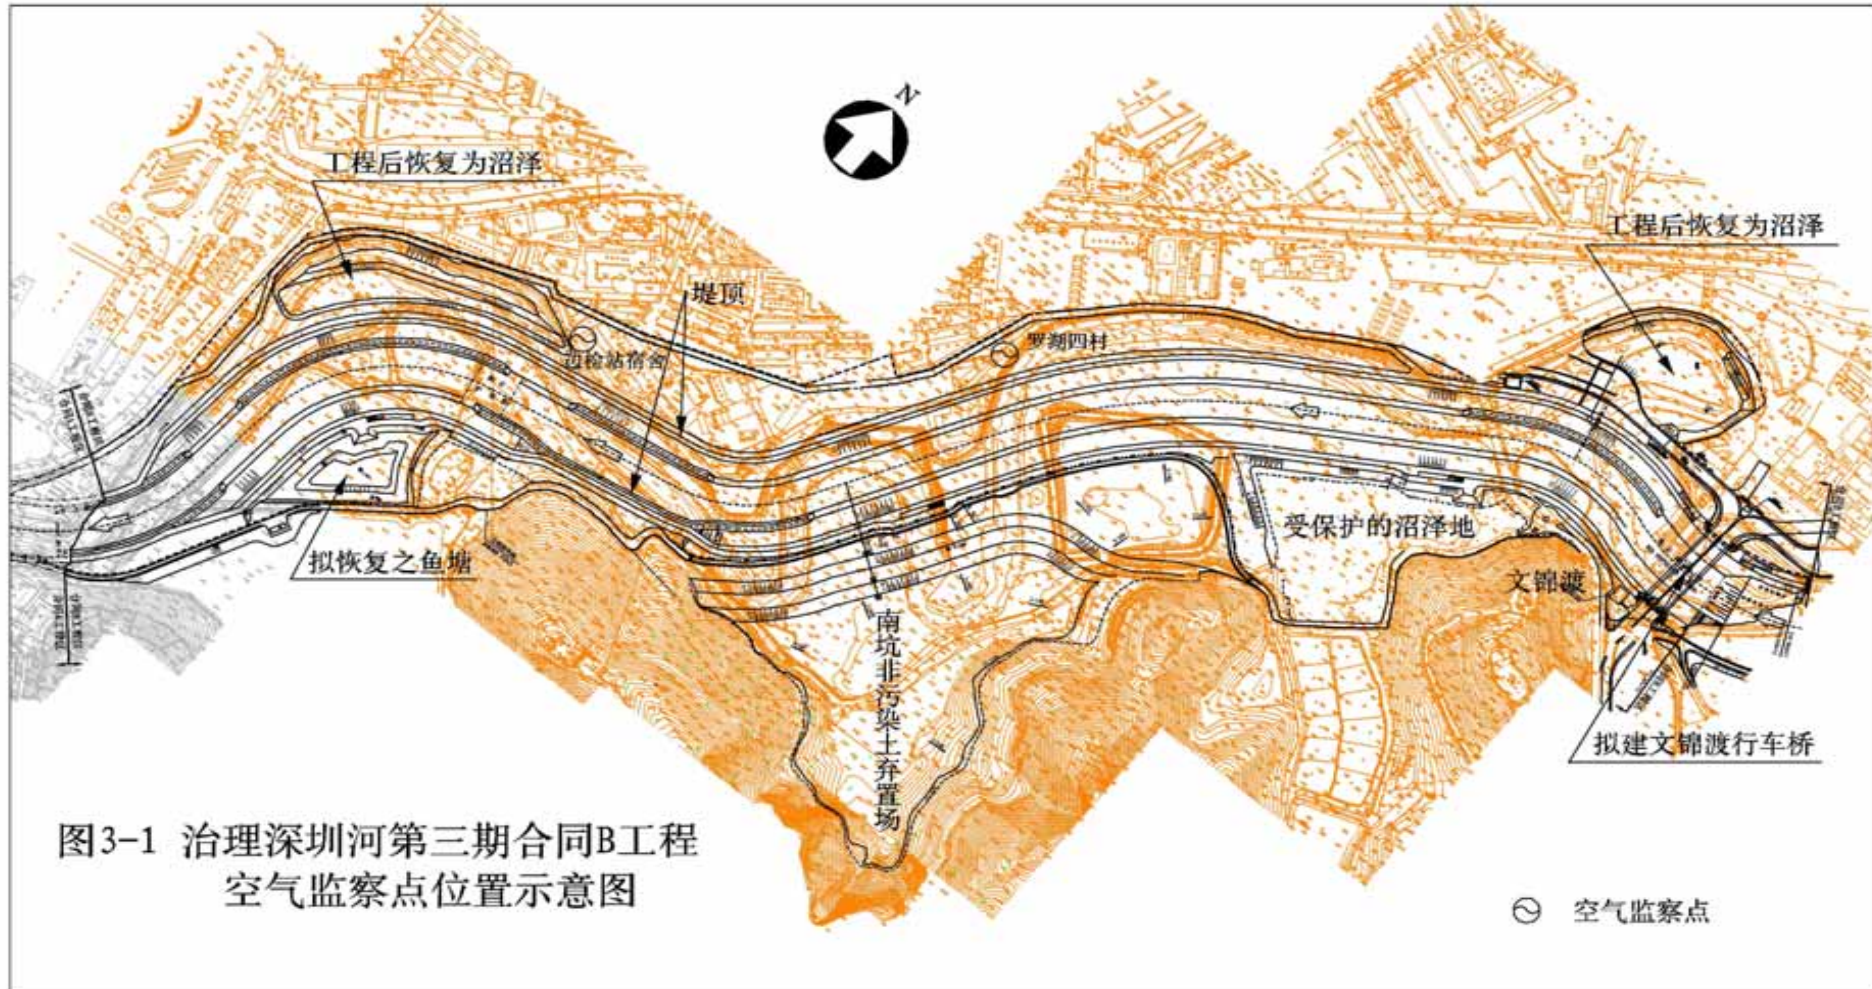 N
工程后恢复为沼泽
工程后恢复为沼泽
堤顶
罗湖四村
边检站宿舍
受保护的沼泽地
拟恢复之鱼塘
文锦渡
南坑非污染土弃置场
拟建文锦渡行车桥
图3-1 治理深圳河第三期合同B工程
空气监察点位置示意图
空气监察点